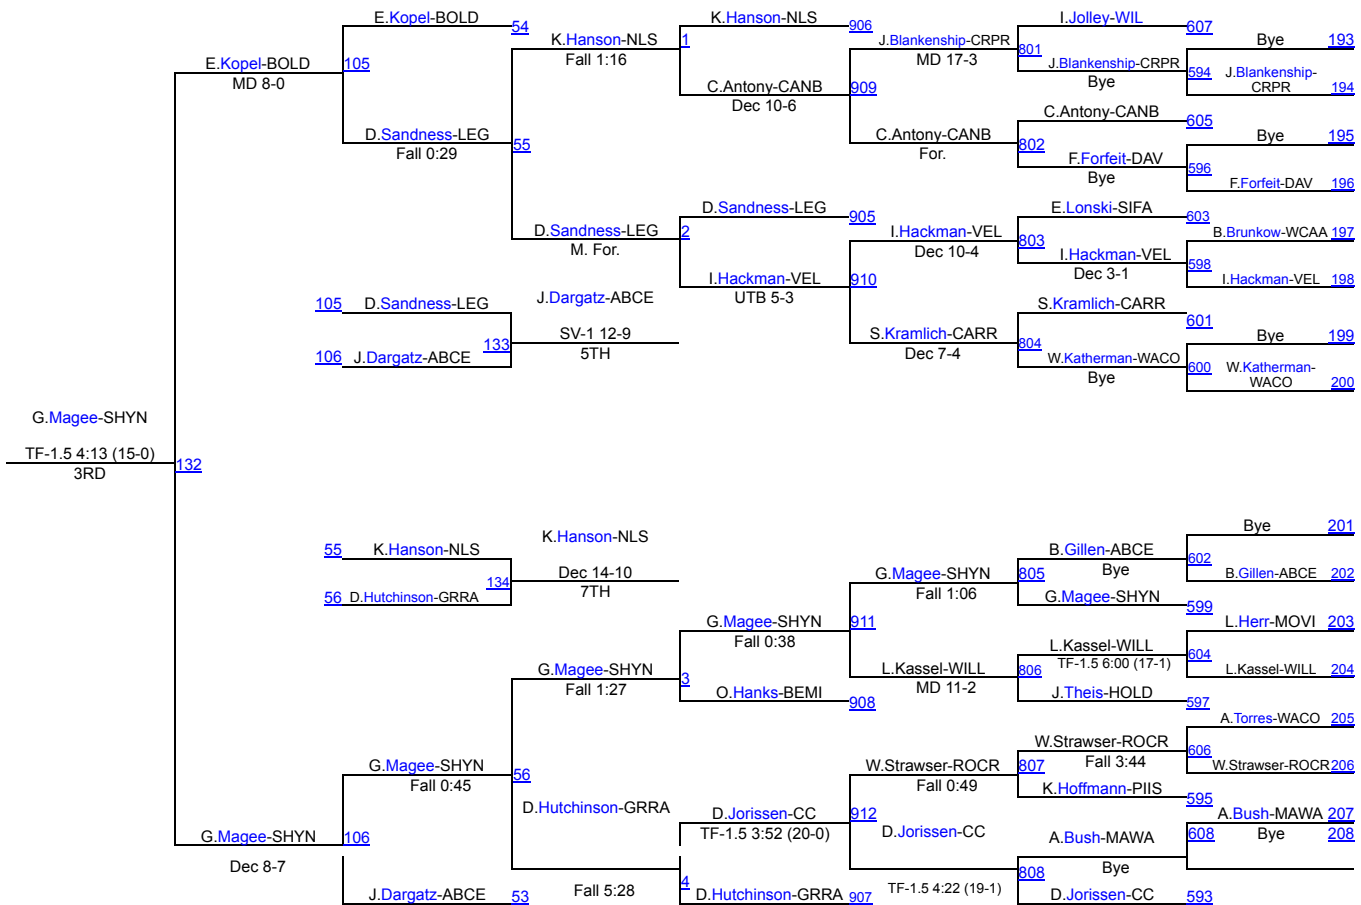 E.Kopel-BOLD
54
K.Hanson-NLS
906
I.Jolley-WIL
607
K.Hanson-NLS
1
Fall 1:16
J.Blankenship-CRPR
801
MD 17-3
Bye 193
E.Kopel-BOLD
105
MD 8-0
J.Blankenship-CRPR
594
Bye
J.Blankenship-
CRPR
194
C.Antony-CANB
909
Dec 10-6
C.Antony-CANB
605
D.Sandness-LEG
55
Fall 0:29
C.Antony-CANB
802
For.
Bye 195
F.Forfeit-DAV
596
Bye
F.Forfeit-DAV 196
D.Sandness-LEG
905
E.Lonski-SIFA
603
D.Sandness-LEG
2
M. For.
I.Hackman-VEL
803
Dec 10-4
B.Brunkow-WCAA 197
I.Hackman-VEL
598
Dec 3-1
I.Hackman-VEL
910
UTB 5-3
I.Hackman-VEL 198
105 D.Sandness-LEG
J.Dargatz-ABCE
S.Kramlich-CARR
601
133
SV-1 12-9
5TH
S.Kramlich-CARR
804
Dec 7-4
Bye 199
106 J.Dargatz-ABCE
W.Katherman-WACO
600
Bye
W.Katherman-
WACO
200
G.Magee-SHYN
TF-1.5 4:13 (15-0)
132
3RD
Bye 201
55 K.Hanson-NLS
K.Hanson-NLS
B.Gillen-ABCE
602
Bye
134
Dec 14-10
7TH
G.Magee-SHYN
805
Fall 1:06
B.Gillen-ABCE 202
56 D.Hutchinson-GRRA
G.Magee-SHYN
599
G.Magee-SHYN
911
Fall 0:38
L.Herr-MOVI 203
L.Kassel-WILL
604
TF-1.5 6:00 (17-1)
G.Magee-SHYN
3
Fall 1:27
L.Kassel-WILL
806
MD 11-2
L.Kassel-WILL 204
O.Hanks-BEMI
908
J.Theis-HOLD
597
A.Torres-WACO 205
W.Strawser-ROCR
606
Fall 3:44
G.Magee-SHYN
56
Fall 0:45
W.Strawser-ROCR
807
Fall 0:49
W.Strawser-ROCR 206
K.Hoffmann-PIIS
595
D.Hutchinson-GRRA
D.Jorissen-CC
912
TF-1.5 3:52 (20-0)
A.Bush-MAWA 207
G.Magee-SHYN
106
D.Jorissen-CC
A.Bush-MAWA
608
Bye 208
Dec 8-7
Bye
808
J.Dargatz-ABCE
53
Fall 5:28
4
D.Hutchinson-GRRA 907
TF-1.5 4:22 (19-1)
D.Jorissen-CC
593